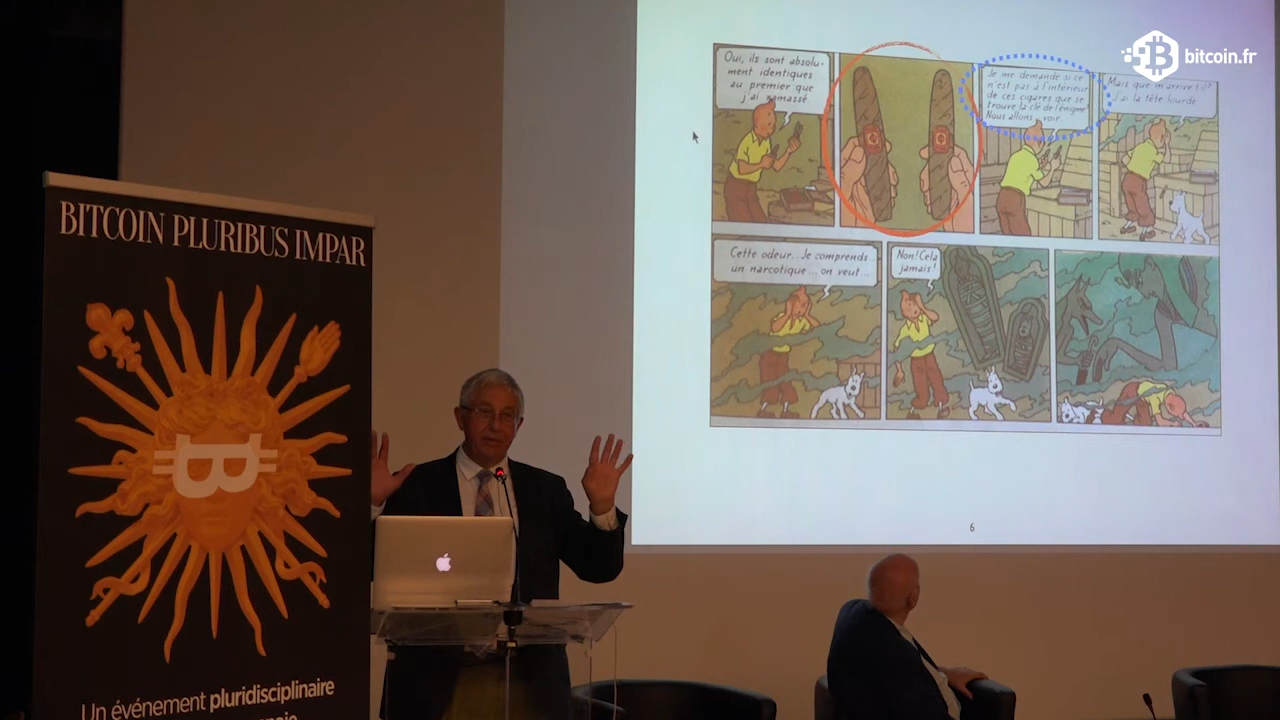 bitcoin.fr
BITCOIN PLURIBUS IMPAR
Un événement pluridisciplinaire
Oui, ils sont absolu-
ment identiques
au premier que
j'ai ramassé.
Je me demande si ce
n'est pas à l'intérieur
de ces cigares que se
trouve la clé de l'énigme
Nous allons voir.
Mais que m'arrive-t-il?
J'ai la tête lourde
Cette odeur... Je comprends..
un narcotique... on veut...
Non! Cela
jamais!
6